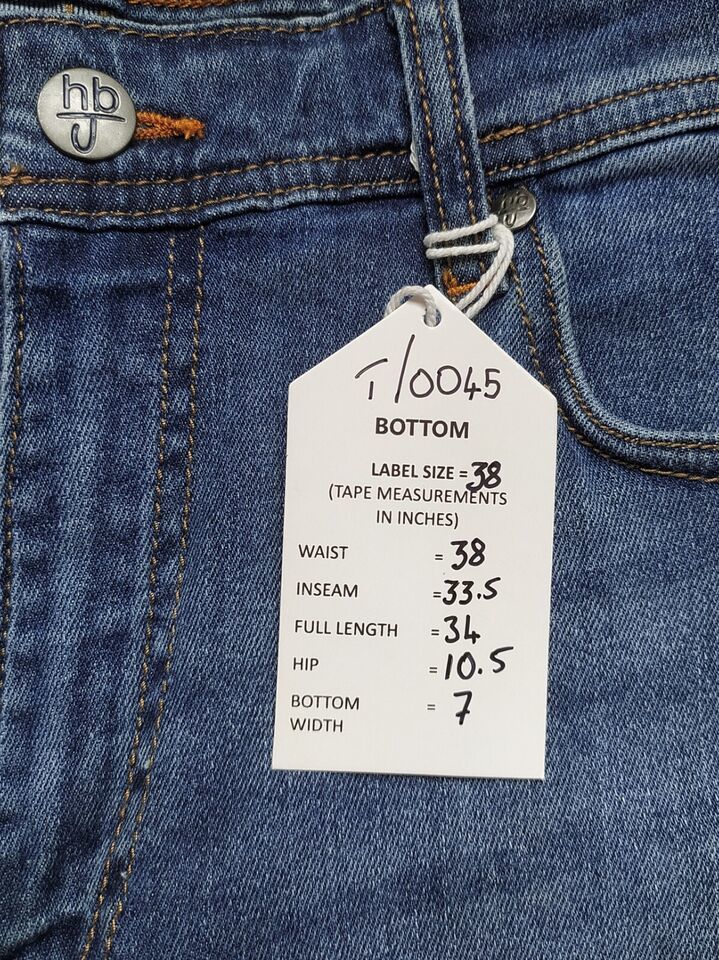 hb
J
T/0045
BOTTOM
LABEL SIZE = 38
(TAPE MEASUREMENTS
IN INCHES)
WAIST = 38
INSEAM =33.5
FULL LENGTH =34
HIP =10.5
BOTTOM
WIDTH = 7